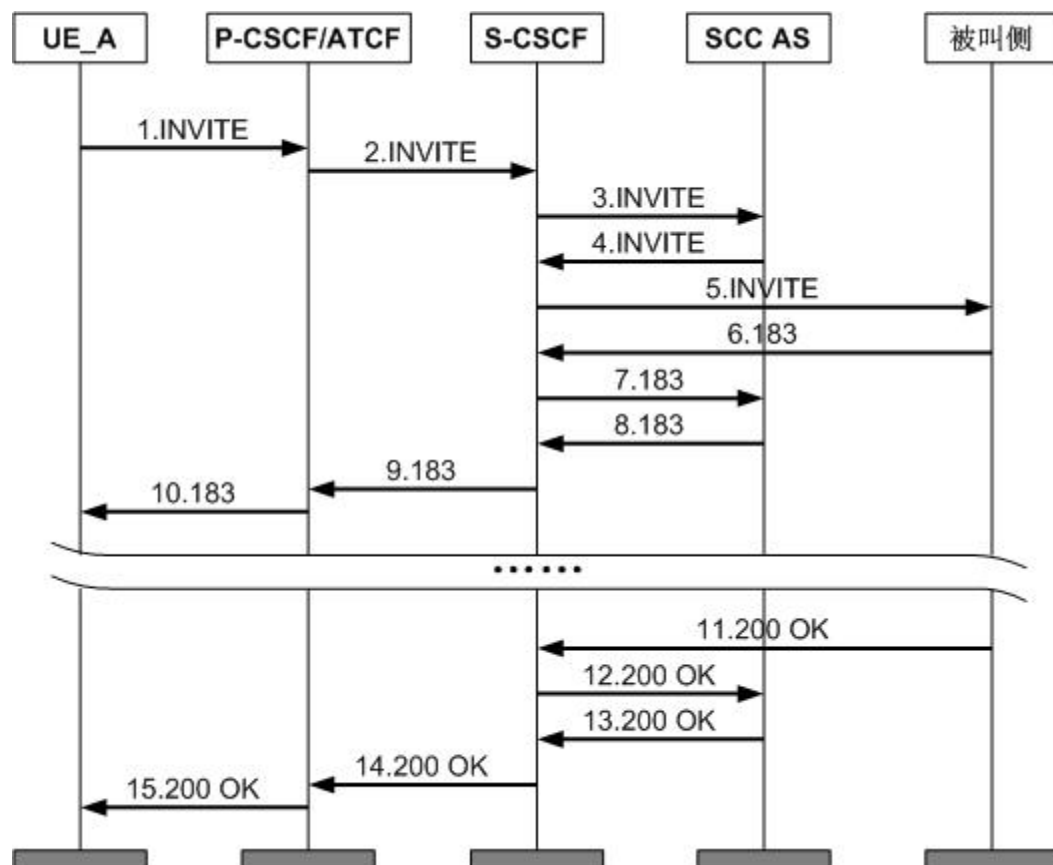 UE_A
P-CSCF/ATCF
S-CSCF
SCC AS
被叫侧
1.INVITE
2.INVITE
3.INVITE
4.INVITE
5.INVITE
6.183
7.183
8.183
9.183
10.183
......
11.200 OK
12.200 OK
13.200 OK
14.200 OK
15.200 OK